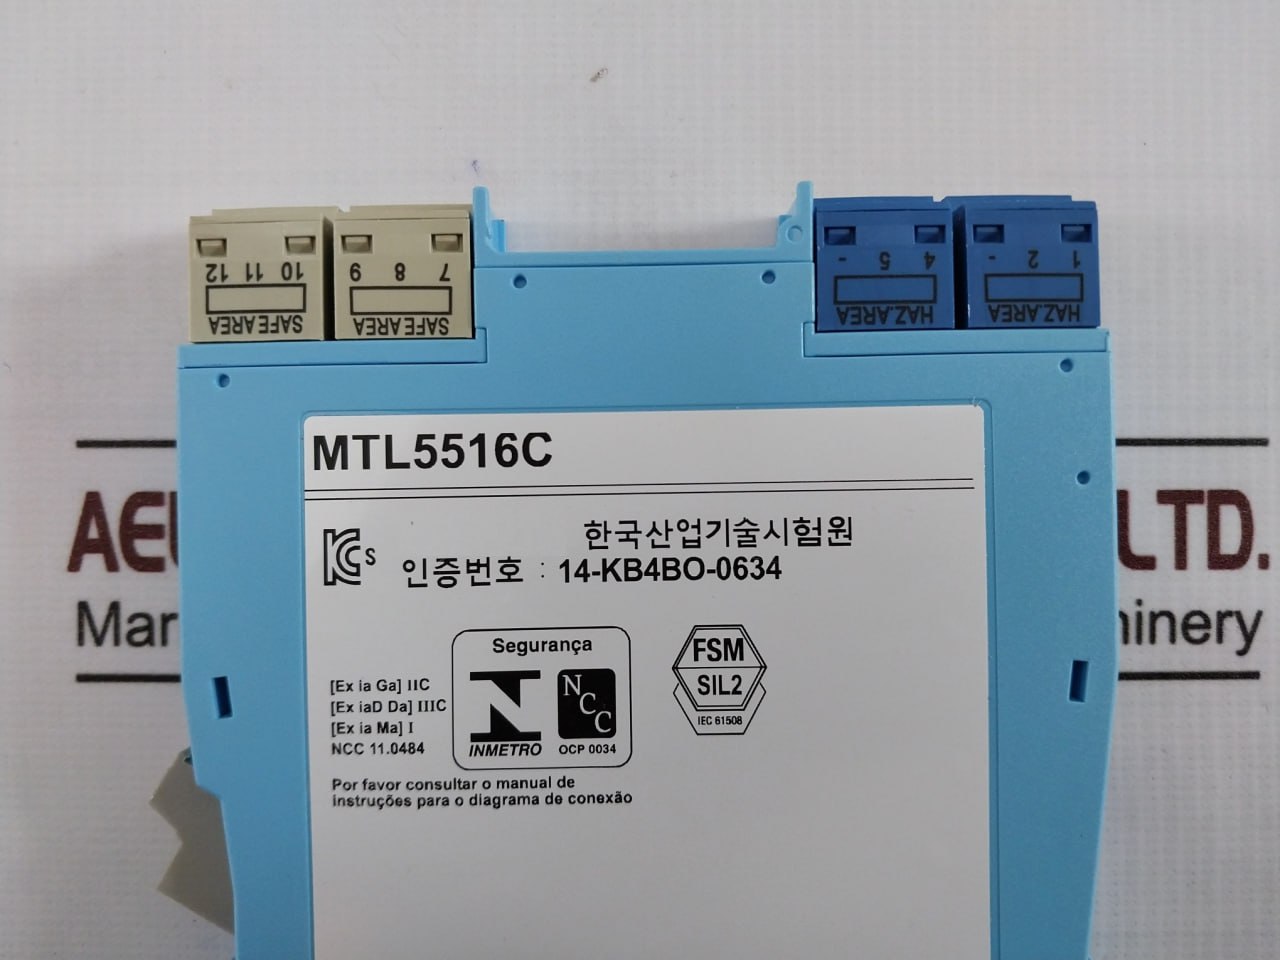 12 11 10
SAFE AREA
9 8 7
SAFE AREA
- 5 4
HAZ.AREA
- 2 1
HAZ.AREA
MTL5516C
KCs
한국산업기술시험원
인증번호 : 14-KB4BO-0634
[Ex ia Ga] IIC
[Ex iaD Da] IIIC
[Ex ia Ma] I
NCC 11.0484
Segurança
INMETRO
NCC
OCP 0034
FSM
SIL2
IEC 61508
Por favor consultar o manual de
instruções para o diagrama de conexão
LTD.